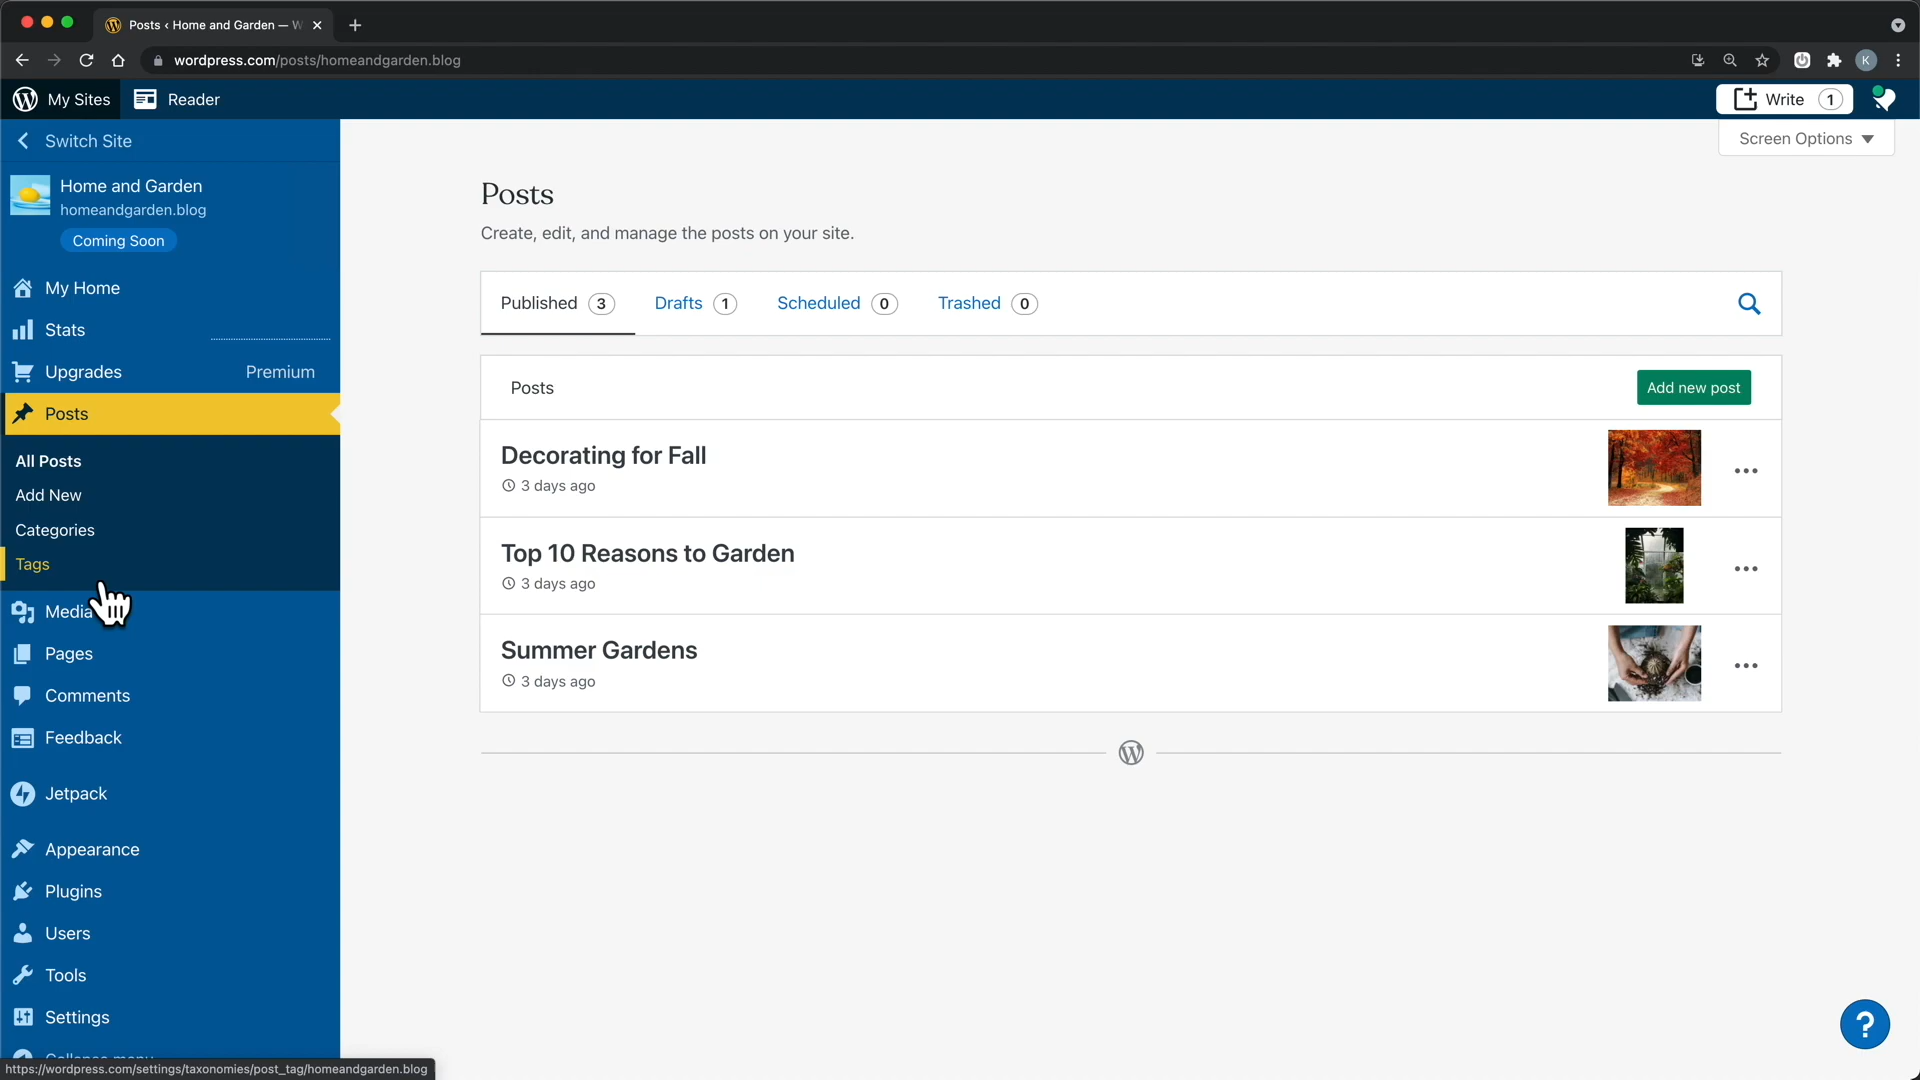 Posts ‹ Home and Garden — W
wordpress.com/posts/homeandgarden.blog
K
My Sites
Reader
Write 1
Switch Site
Screen Options
Home and Garden
homeandgarden.blog
Coming Soon
My Home
Stats
Upgrades Premium
Posts
All Posts
Add New
Categories
Tags
Media
Pages
Comments
Feedback
Jetpack
Appearance
Plugins
Users
Tools
Settings
Collapse menu
Posts
Create, edit, and manage the posts on your site.
Published 3 Drafts 1 Scheduled 0 Trashed 0
Posts
Add new post
Decorating for Fall
3 days ago
Top 10 Reasons to Garden
3 days ago
Summer Gardens
3 days ago
?
https://wordpress.com/settings/taxonomies/post_tag/homeandgarden.blog